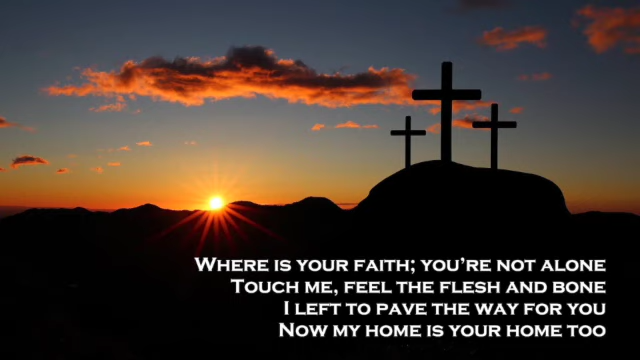 Where is your faith; you're not alone
Touch me, feel the flesh and bone
I left to pave the way for you
Now my home is your home too